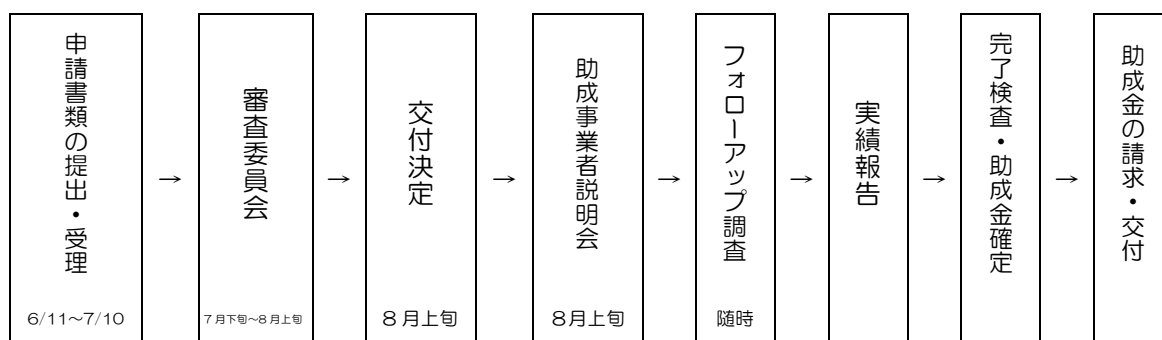 申請書類の提出・受理
6/11～7/10
→
審査委員会
７月下旬～８月上旬
→
交付決定
８月上旬
→
助成事業者説明会
8月上旬
→
フォローアップ調査
随時
→
実績報告
→
完了検査・助成金確定
→
助成金の請求・交付